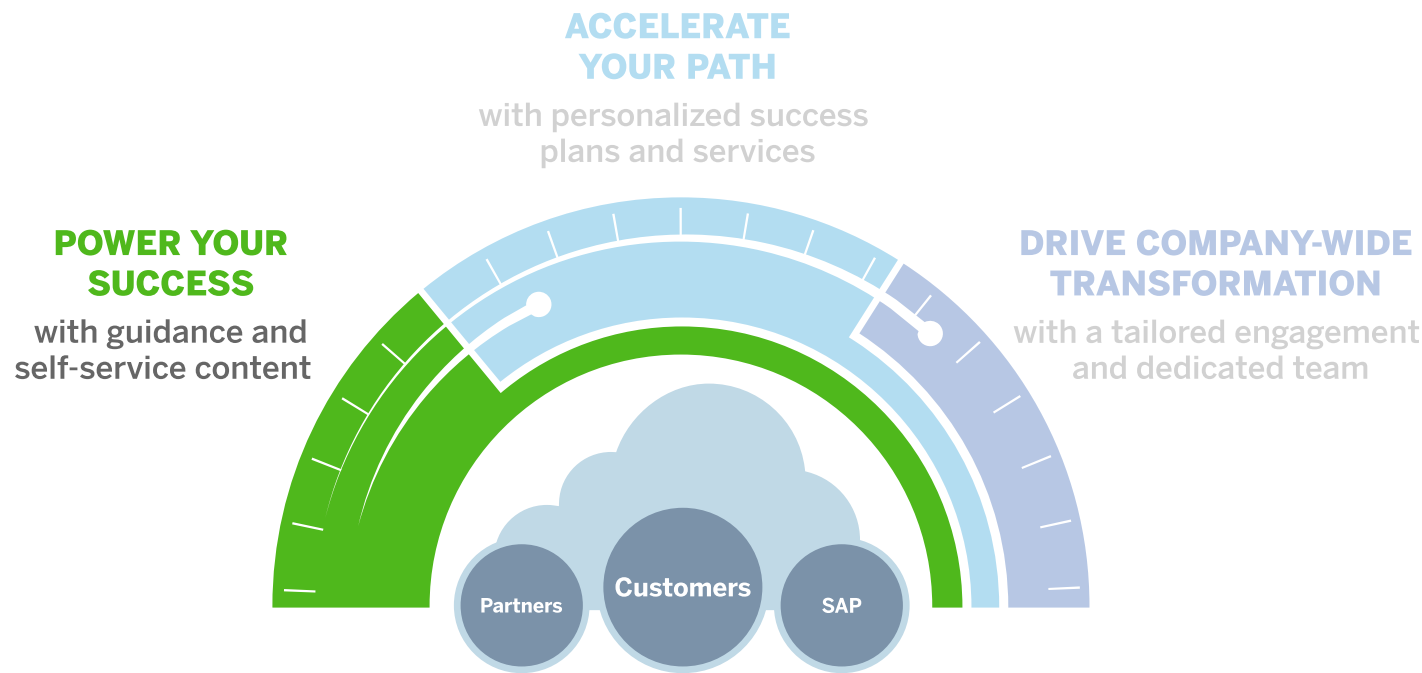 ACCELERATE
YOUR PATH
with personalized success
plans and services
POWER YOUR
SUCCESS
with guidance and
self-service content
DRIVE COMPANY-WIDE
TRANSFORMATION
with a tailored engagement
and dedicated team
Partners
Customers
SAP